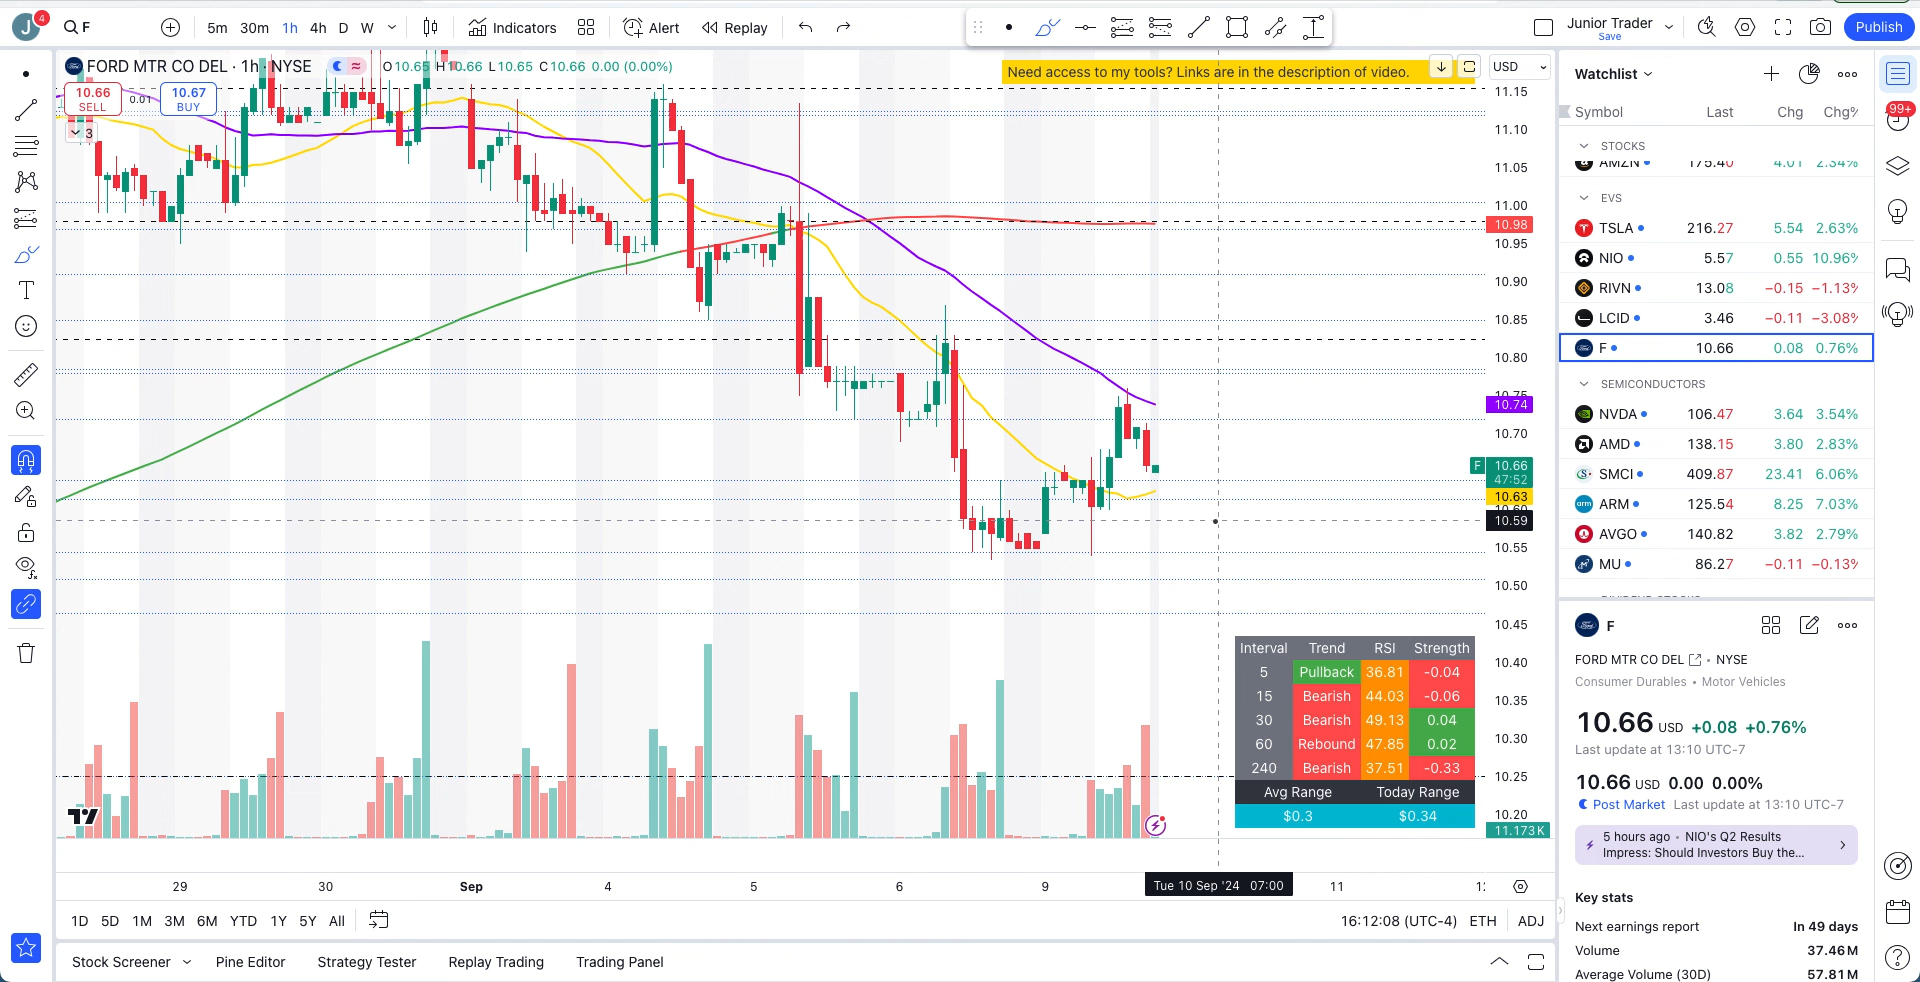 J 4 F 5m 30m 1h 4h D W Indicators Alert Replay Junior Trader Save Publish
FORD MTR CO DEL · 1h · NYSE O10.65 H10.66 L10.65 C10.66 0.00 (0.00%)
Need access to my tools? Links are in the description of video.
USD
10.66
SELL
0.01
10.67
BUY
3
11.15
11.10
11.05
11.00
10.98
10.95
10.90
10.85
10.80
10.75
10.74
10.70
F 10.66
47:52
10.63
10.60
10.59
10.55
10.50
10.45
10.40
10.35
10.30
10.25
10.20
11.173K
Interval Trend RSI Strength
5 Pullback 36.81 -0.04
15 Bearish 44.03 -0.06
30 Bearish 49.13 0.04
60 Rebound 47.85 0.02
240 Bearish 37.51 -0.33
Avg Range Today Range
$0.3 $0.34
29 30 Sep 4 5 6 9 Tue 10 Sep '24 07:00 11
1D 5D 1M 3M 6M YTD 1Y 5Y All 16:12:08 (UTC-4) ETH ADJ
Stock Screener Pine Editor Strategy Tester Replay Trading Trading Panel
Watchlist
Symbol Last Chg Chg%
STOCKS
AMZN 175.40 4.01 2.34%
EVS
TSLA 216.27 5.54 2.63%
NIO 5.57 0.55 10.96%
RIVN 13.08 −0.15 −1.13%
LCID 3.46 −0.11 −3.08%
F 10.66 0.08 0.76%
SEMICONDUCTORS
NVDA 106.47 3.64 3.54%
AMD 138.15 3.80 2.83%
SMCI 409.87 23.41 6.06%
ARM 125.54 8.25 7.03%
AVGO 140.82 3.82 2.79%
MU 86.27 −0.11 −0.13%
F
FORD MTR CO DEL • NYSE
Consumer Durables • Motor Vehicles
10.66 USD +0.08 +0.76%
Last update at 13:10 UTC-7
10.66 USD 0.00 0.00%
Post Market Last update at 13:10 UTC-7
5 hours ago • NIO's Q2 Results
Impress: Should Investors Buy the...
Key stats
Next earnings report In 49 days
Volume 37.46M
Average Volume (30D) 57.81M
99+